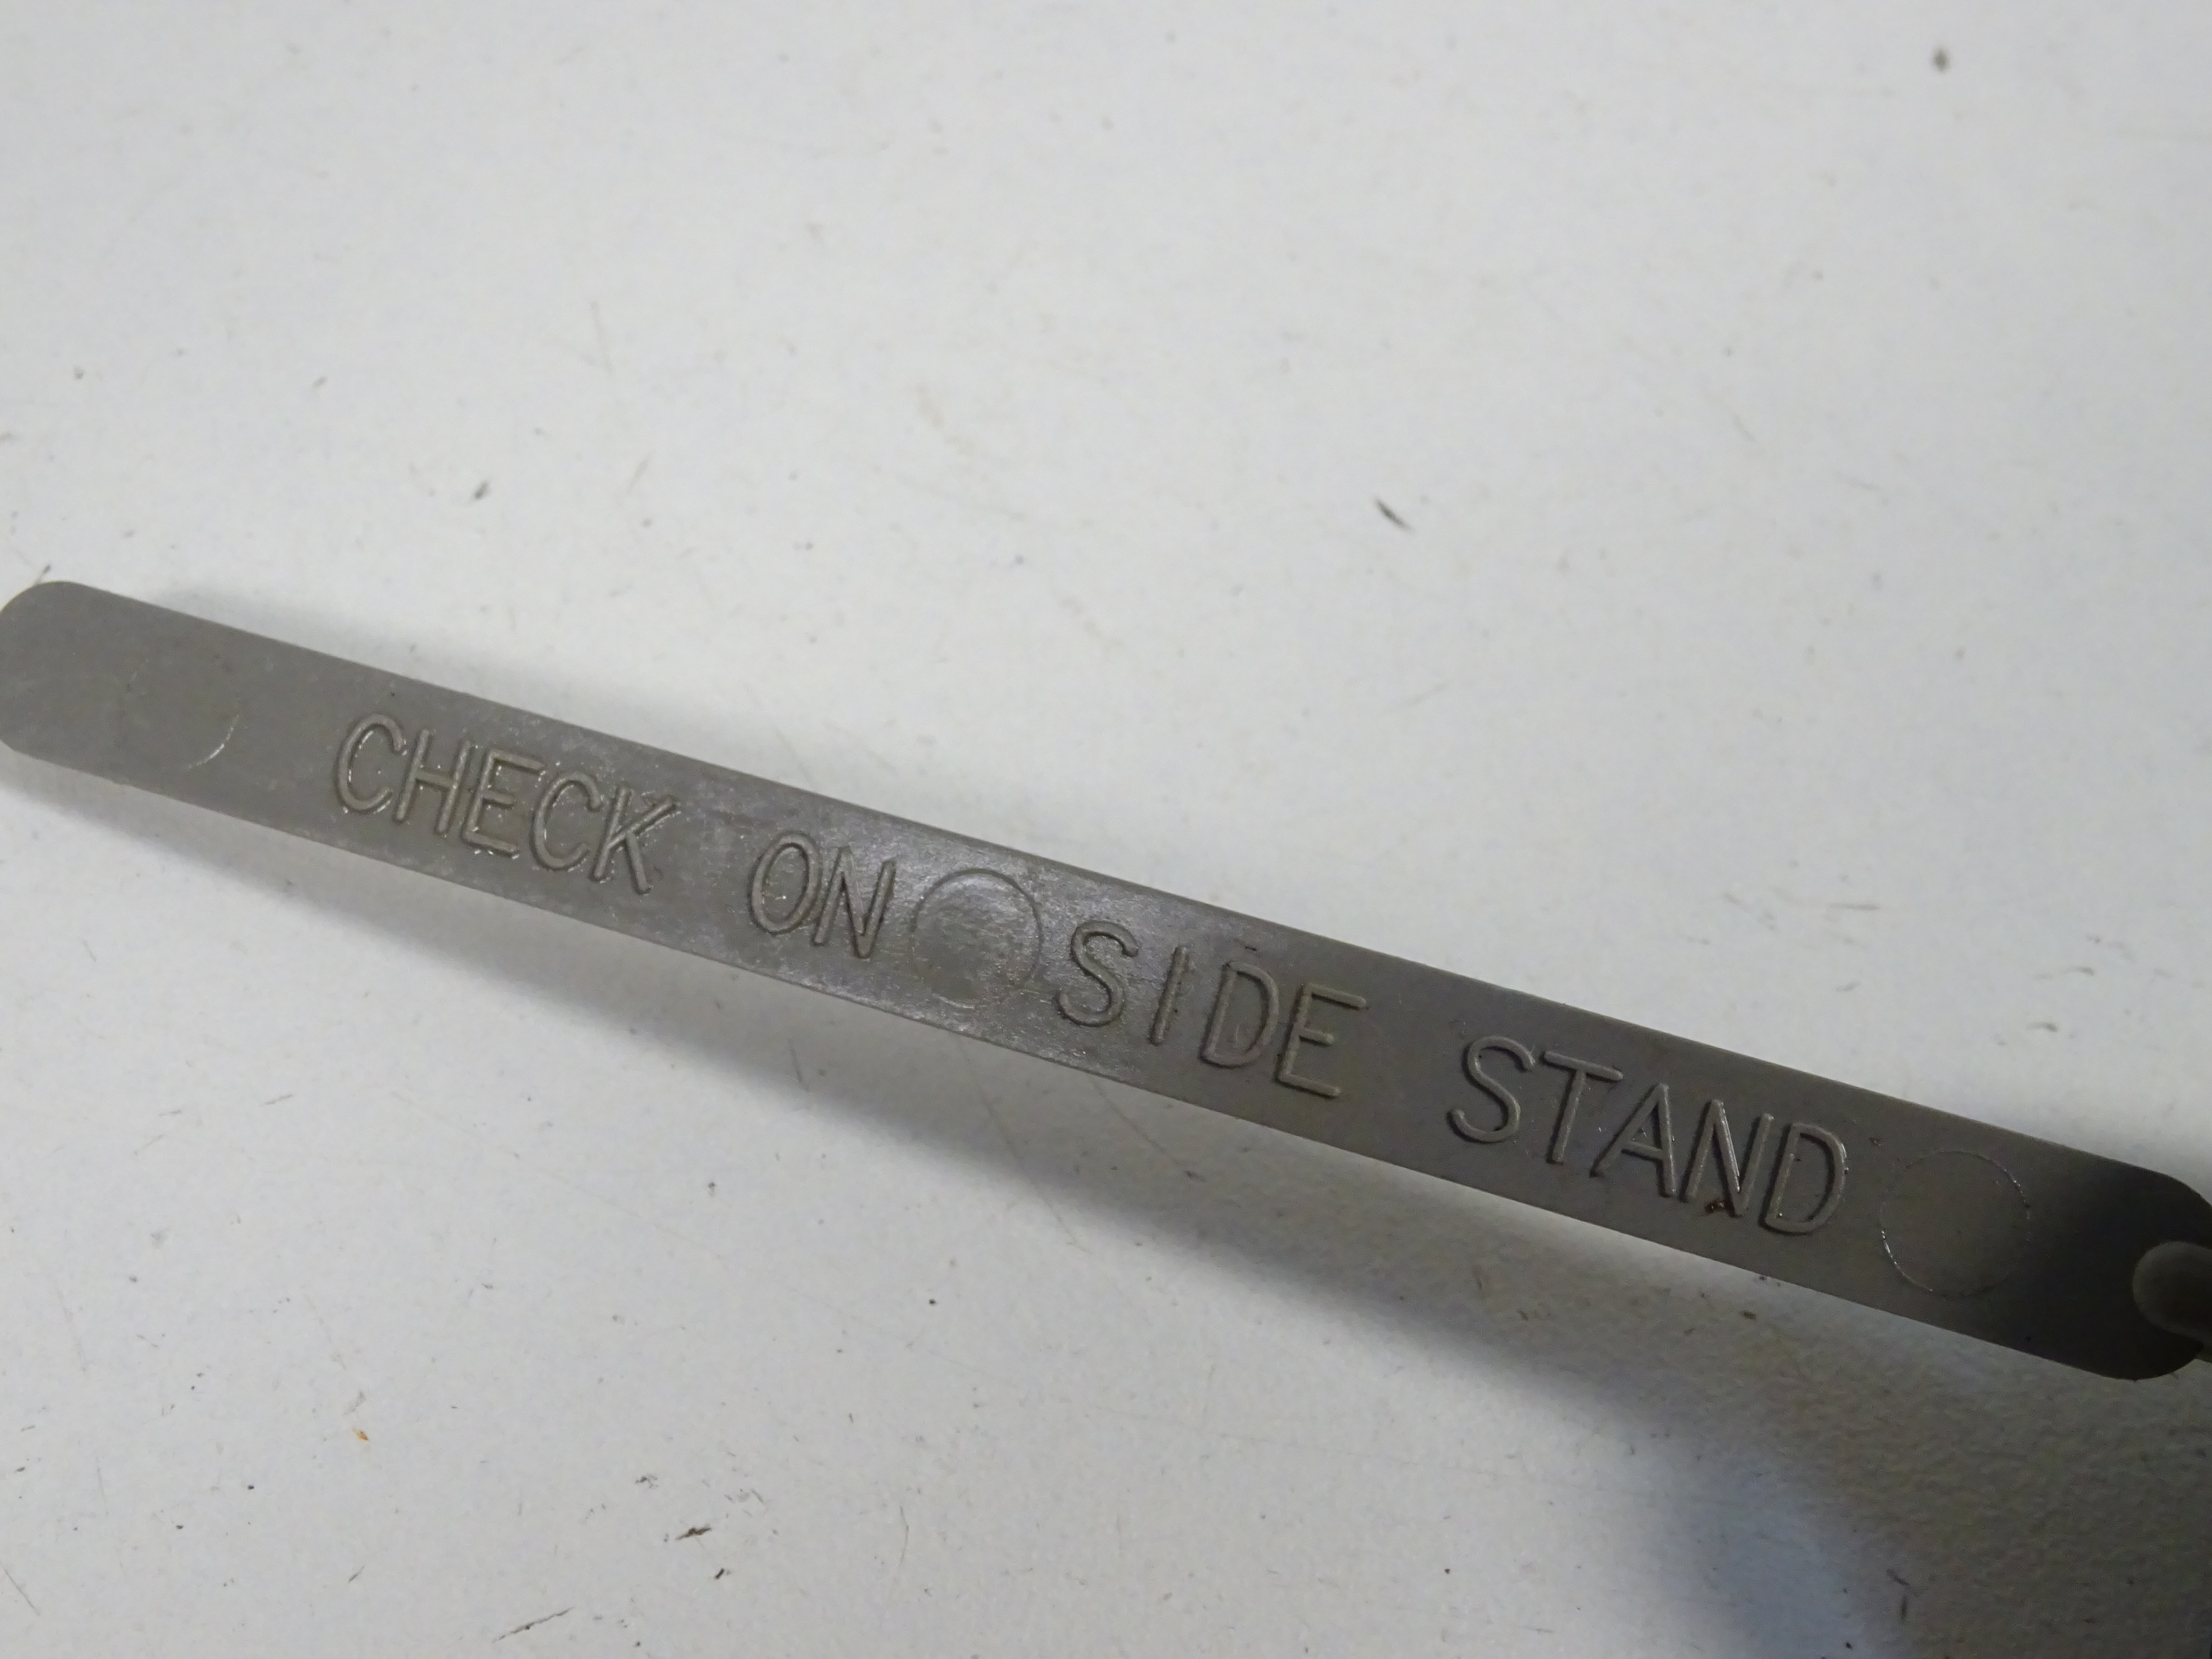 CHECK ON SIDE STAND